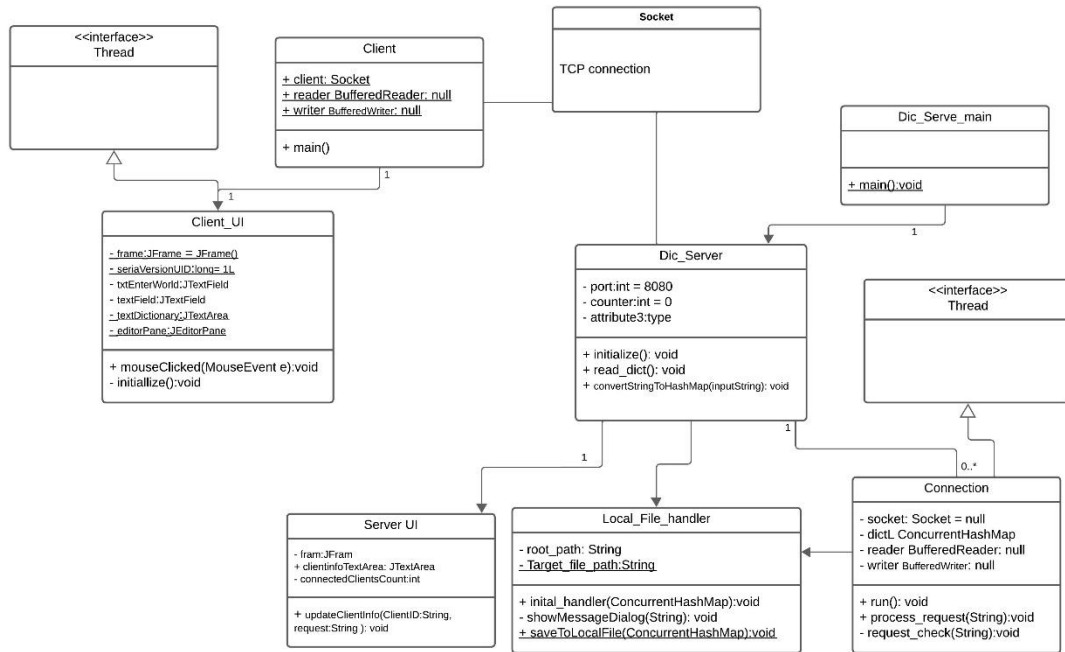 <<interface>>
Thread
Client
+ client: Socket
+ reader BufferedReader: null
+ writer BufferedWriter: null
+ main()
Socket
TCP connection
Dic_Serve_main
+ main():void
1
1
1
Client_UI
- frame:JFrame = JFrame()
- seriaVersionUID:long= 1L
- txtEnterWorld:JTextField
- textField:JTextField
- textDictionary:JTextArea
- editorPane:JEditorPane
+ mouseClicked(MouseEvent e):void
- initiallize():void
Dic_Server
- port:int = 8080
- counter:int = 0
- attribute3:type
+ initialize(): void
+ read_dict(): void
+ convertStringToHashMap(inputString): void
<<interface>>
Thread
1
1
0..*
Server UI
- fram:JFram
+ clientinfoTextArea: JTextArea
- connectedClientsCount:int
+ updateClientInfo(ClientID:String,
request:String ): void
Local_File_handler
- root_path: String
- Target_file_path:String
+ inital_handler(ConcurrentHashMap):void
- showMessageDialog(String): void
+ saveToLocalFile(ConcurrentHashMap):void
Connection
- socket: Socket = null
- dictL ConcurrentHashMap
- reader BufferedReader: null
- writer BufferedWriter: null
+ run(): void
+ process_request(String):void
- request_check(String):void